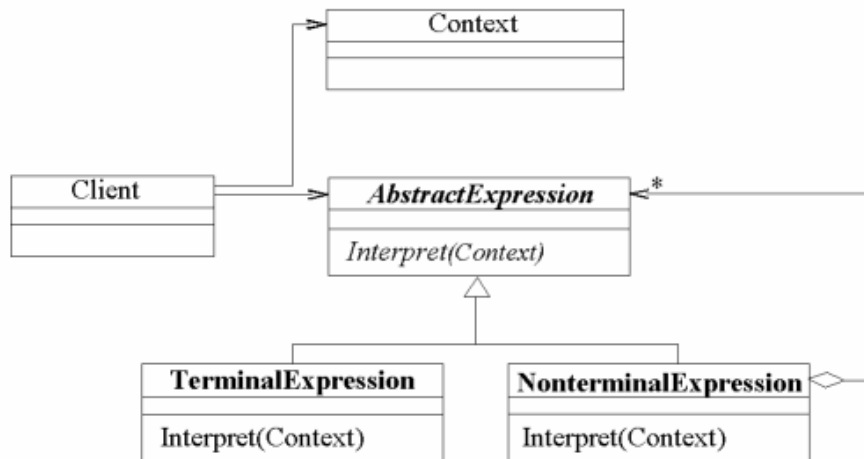 Context
Client
AbstractExpression
*
Interpret(Context)
TerminalExpression
NonterminalExpression
Interpret(Context)
Interpret(Context)